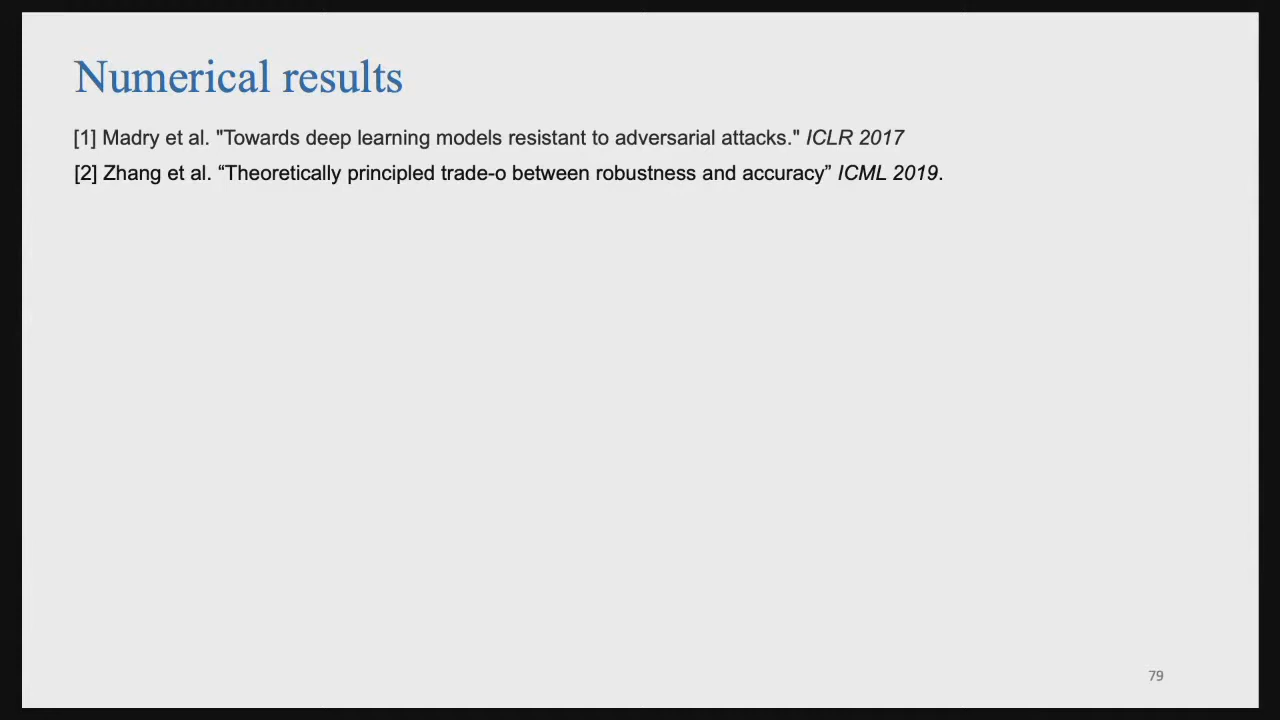 Numerical results
[1] Madry et al. "Towards deep learning models resistant to adversarial attacks." ICLR 2017
[2] Zhang et al. “Theoretically principled trade-o between robustness and accuracy” ICML 2019.
79